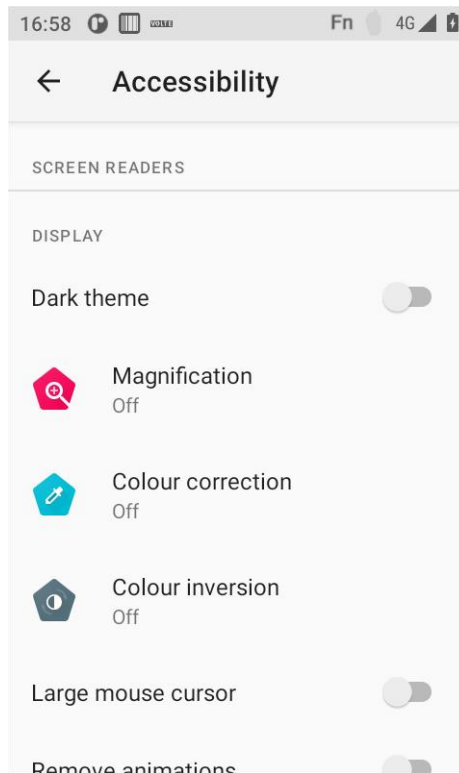 16:58 VoLTE Fn 4G
Accessibility
SCREEN READERS
DISPLAY
Dark theme
Magnification
Off
Colour correction
Off
Colour inversion
Off
Large mouse cursor
Remove animations